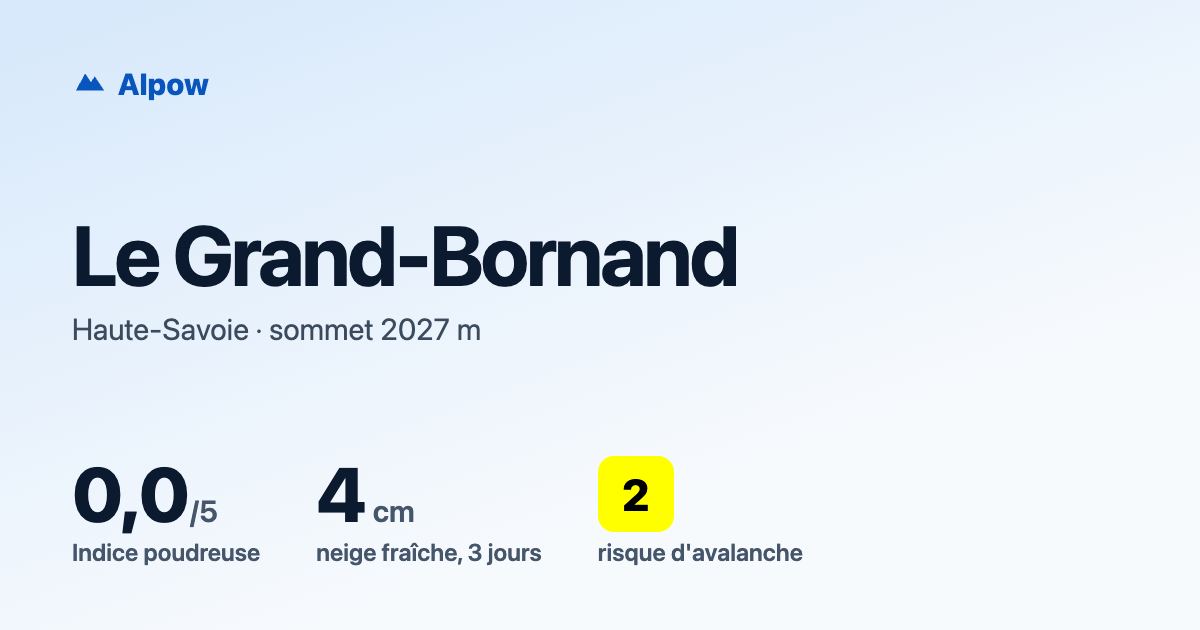 Alpow
Le Grand-Bornand
Haute-Savoie · sommet 2027 m
0,0/5
Indice poudreuse
4 cm
neige fraîche, 3 jours
2
risque d'avalanche